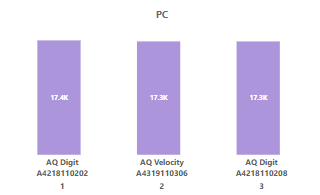 PC
17.4K 17.3K 17.3K
AQ Digit AQ Velocity AQ Digit
A4218110202 A4319110306 A4218110208
1 2 3